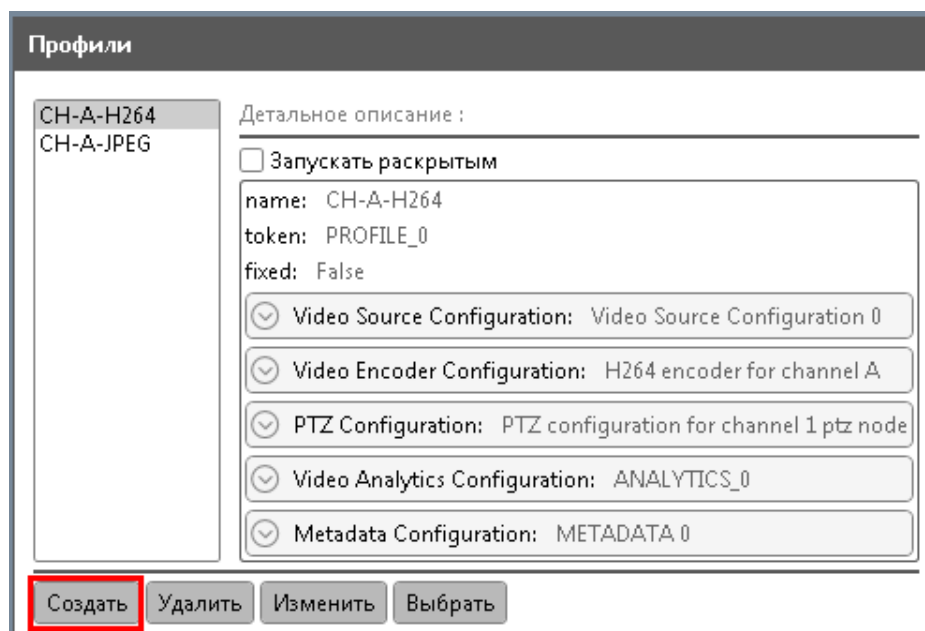 Профили
CH-A-H264
CH-A-JPEG
Детальное описание :
Запускать раскрытым
name: CH-A-H264
token: PROFILE_0
fixed: False
Video Source Configuration: Video Source Configuration 0
Video Encoder Configuration: H264 encoder for channel A
PTZ Configuration: PTZ configuration for channel 1 ptz node
Video Analytics Configuration: ANALYTICS_0
Metadata Configuration: METADATA 0
Создать Удалить Изменить Выбрать